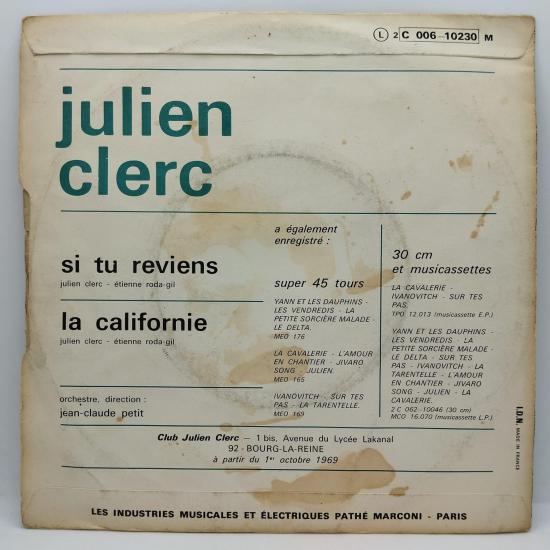 Ⓛ 2 C 006-10230 M
julien
clerc
si tu reviens
julien clerc - étienne roda-gil
la californie
julien clerc - étienne roda-gil
orchestre, direction :
jean-claude petit
a également
enregistré :
super 45 tours
YANN ET LES DAUPHINS -
LES VENDREDIS - LA
PETITE SORCIÈRE MALADE -
LE DELTA.
MEO 176
LA CAVALERIE - L'AMOUR
EN CHANTIER - JIVARO
SONG - JULIEN.
MEO 165
IVANOVITCH - SUR TES
PAS - LA TARENTELLE.
MEO 169
30 cm
et musicassettes
LA CAVALERIE -
IVANOVITCH - SUR TES
PAS.
TPO 12.013 (musicassette E.P.)
YANN ET LES DAUPHINS -
LES VENDREDIS - LA
PETITE SORCIÈRE MALADE
- LE DELTA - SUR TES
PAS - IVANOVITCH - LA
TARENTELLE - L'AMOUR
EN CHANTIER - JIVARO
SONG - JULIEN - LA
CAVALERIE.
2 C 062-10046 (30 cm)
MCO 16.070 (musicassette L.P.)
Club Julien Clerc - 1 bis, Avenue du Lycée Lakanal
92 - BOURG-LA-REINE
à partir du 1er octobre 1969
I.D.N. MADE IN FRANCE
LES INDUSTRIES MUSICALES ET ÉLECTRIQUES PATHÉ MARCONI - PARIS